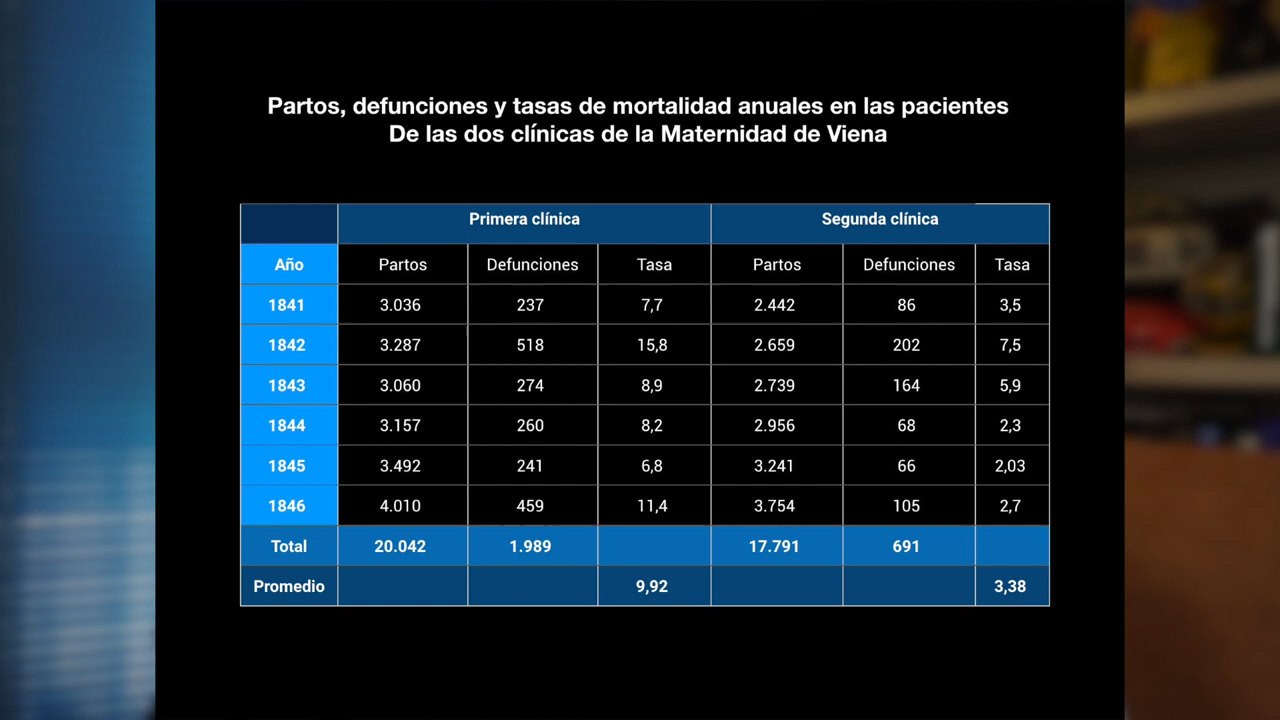 Partos, defunciones y tasas de mortalidad anuales en las pacientes
De las dos clínicas de la Maternidad de Viena
Primera clínica Segunda clínica
Año Partos Defunciones Tasa Partos Defunciones Tasa
1841 3.036 237 7,7 2.442 86 3,5
1842 3.287 518 15,8 2.659 202 7,5
1843 3.060 274 8,9 2.739 164 5,9
1844 3.157 260 8,2 2.956 68 2,3
1845 3.492 241 6,8 3.241 66 2,03
1846 4.010 459 11,4 3.754 105 2,7
Total 20.042 1.989 17.791 691
Promedio 9,92 3,38